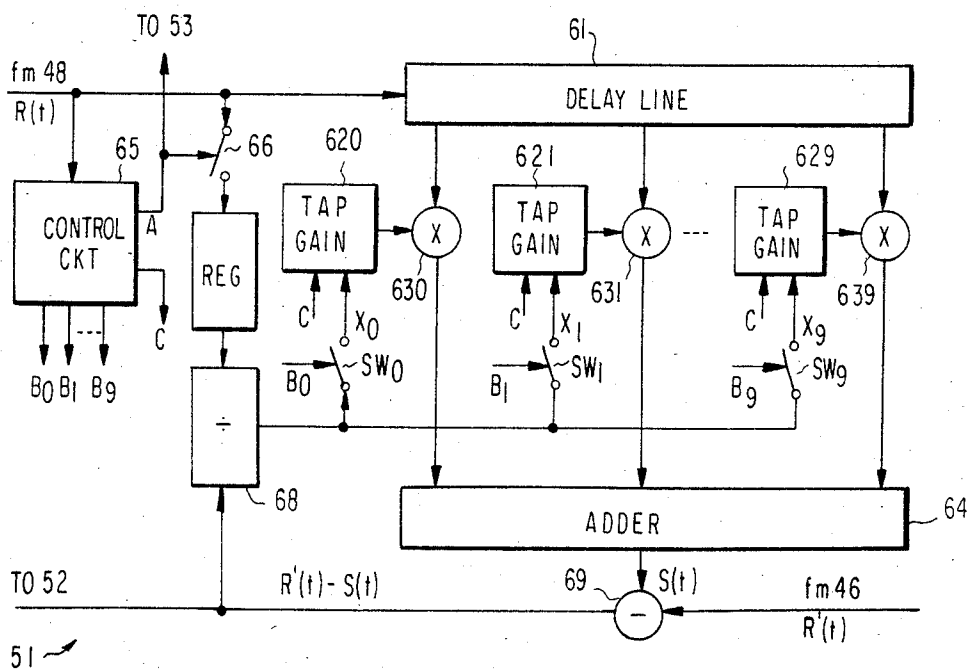 TO 53
61
fm 48
R(t)
DELAY LINE
65
66
620
621
629
CONTROL
CKT
A
TAP
GAIN
X
TAP
GAIN
X
---
TAP
GAIN
X
REG
630
631
639
C
C
X0
C
X1
C
X9
---
B0 B1 B9
B0
SW0
B1
SW1
B9
SW9
÷
68
ADDER
64
TO 52
R'(t) - S(t)
69
S(t)
fm 46
−
R'(t)
51